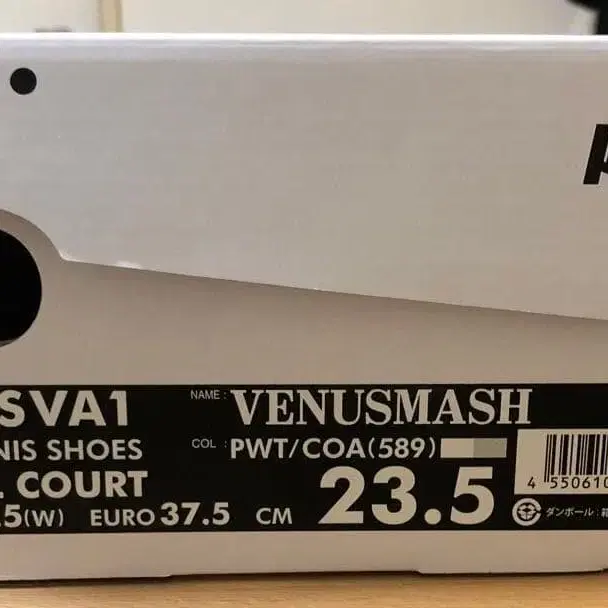 p
SVA1
NAME : VENUSMASH
NIS SHOES
COL : PWT/COA(589)
L COURT
.5(W) EURO 37.5 CM 23.5
4 550610
ダンボール:箱